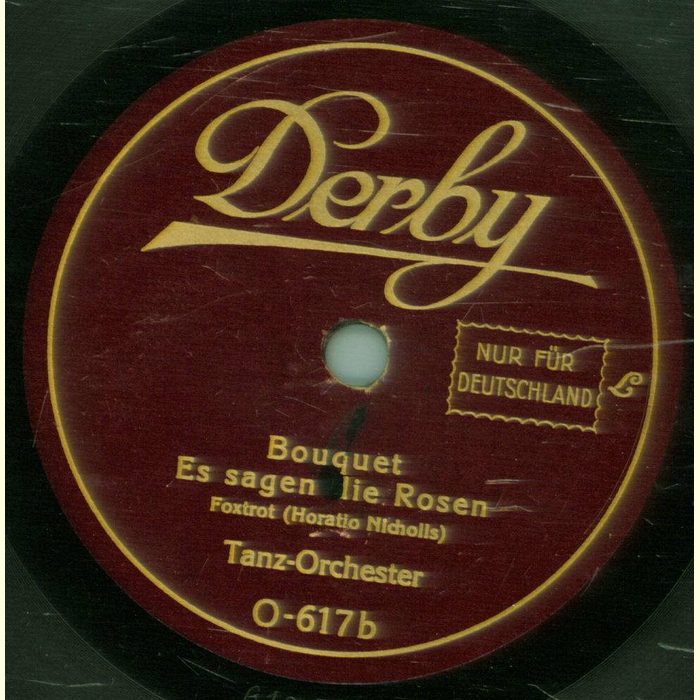 Derby
NUR FÜR
DEUTSCHLAND
L
Bouquet
Es sagen die Rosen
Foxtrot (Horatio Nicholls)
Tanz-Orchester
O-617b